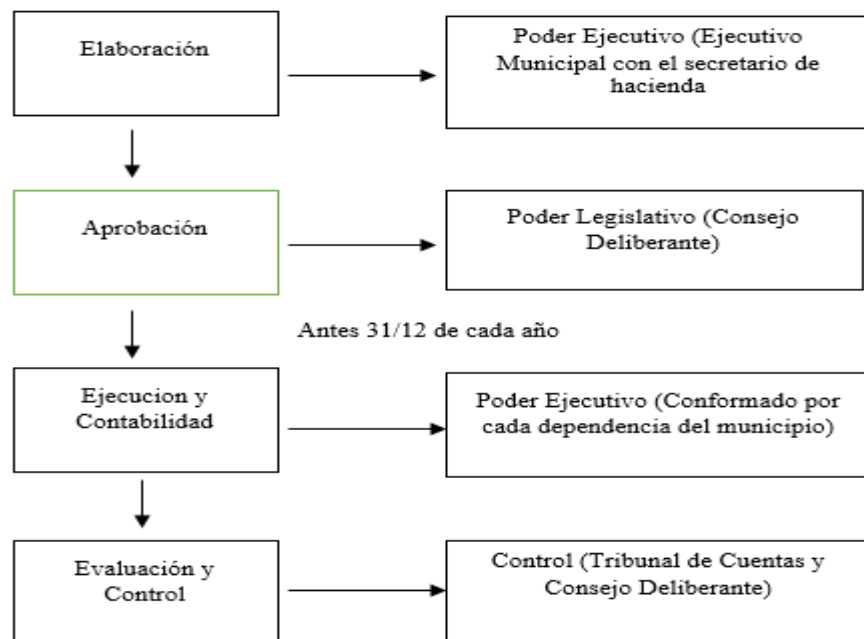 Elaboración
Poder Ejecutivo (Ejecutivo
Municipal con el secretario de
hacienda
Aprobación
Poder Legislativo (Consejo
Deliberante)
Antes 31/12 de cada año
Ejecucion y
Contabilidad
Poder Ejecutivo (Conformado por
cada dependencia del municipio)
Evaluación y
Control
Control (Tribunal de Cuentas y
Consejo Deliberante)